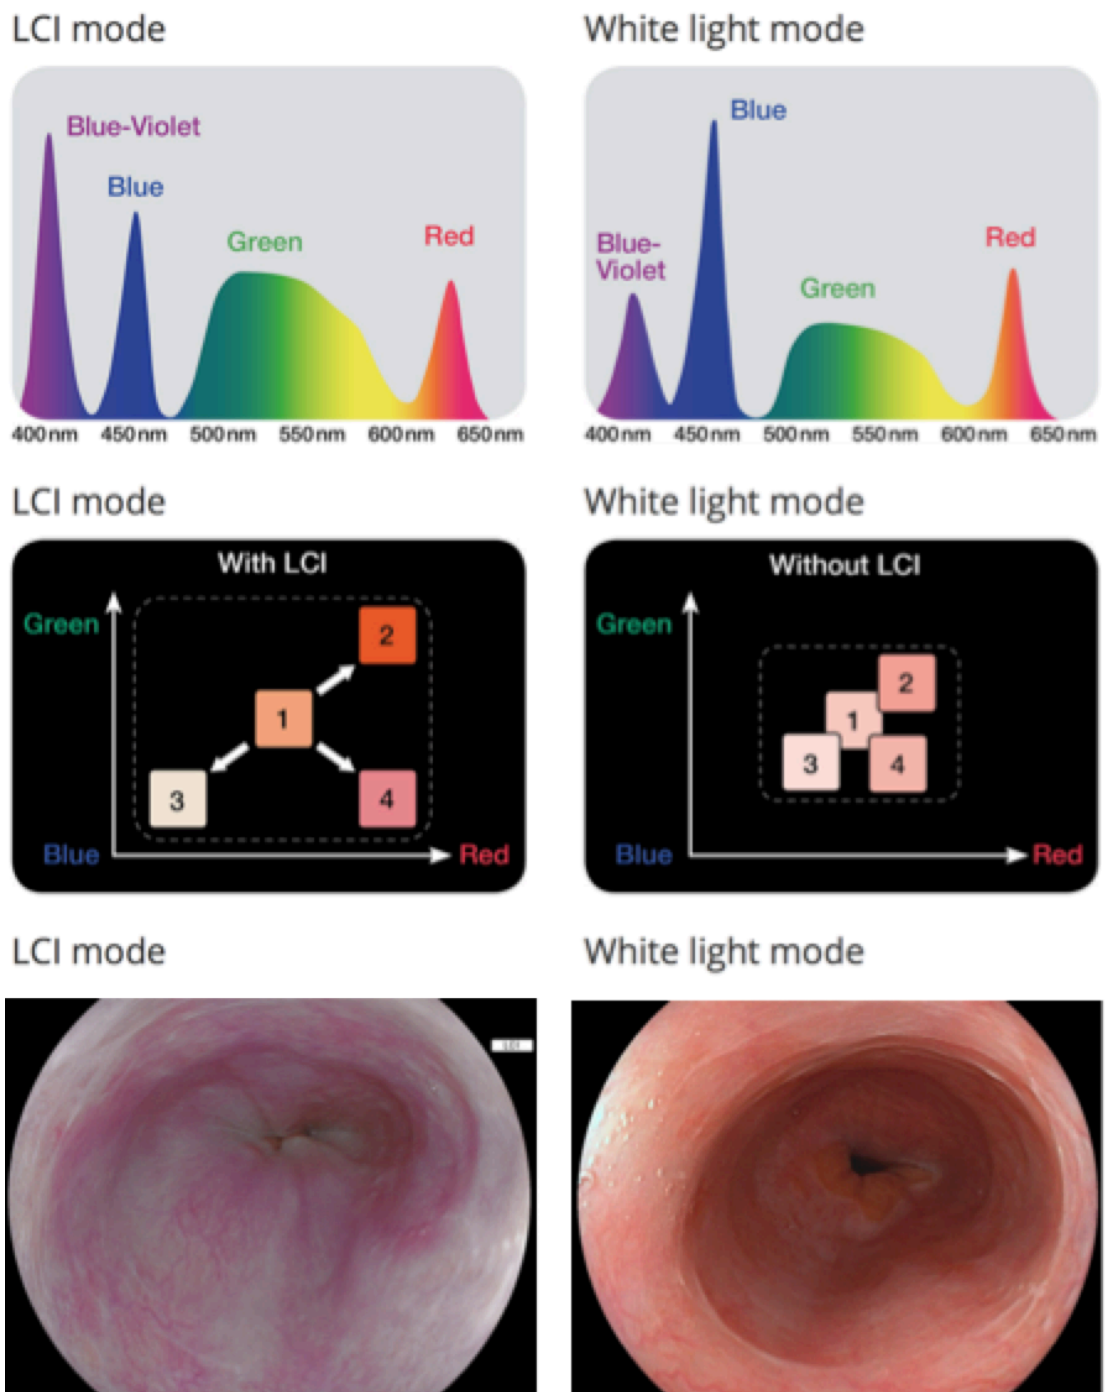 LCI mode
White light mode
Blue-Violet
Blue
Green
Red
400nm 450nm 500nm 550nm 600nm 650nm
Blue
Blue-
Violet
Green
Red
400nm 450nm 500nm 550nm 600nm 650nm
LCI mode
White light mode
With LCI
Green
2
1
3
4
Blue
Red
Without LCI
Green
2
1
3
4
Blue
Red
LCI mode
White light mode
LCI